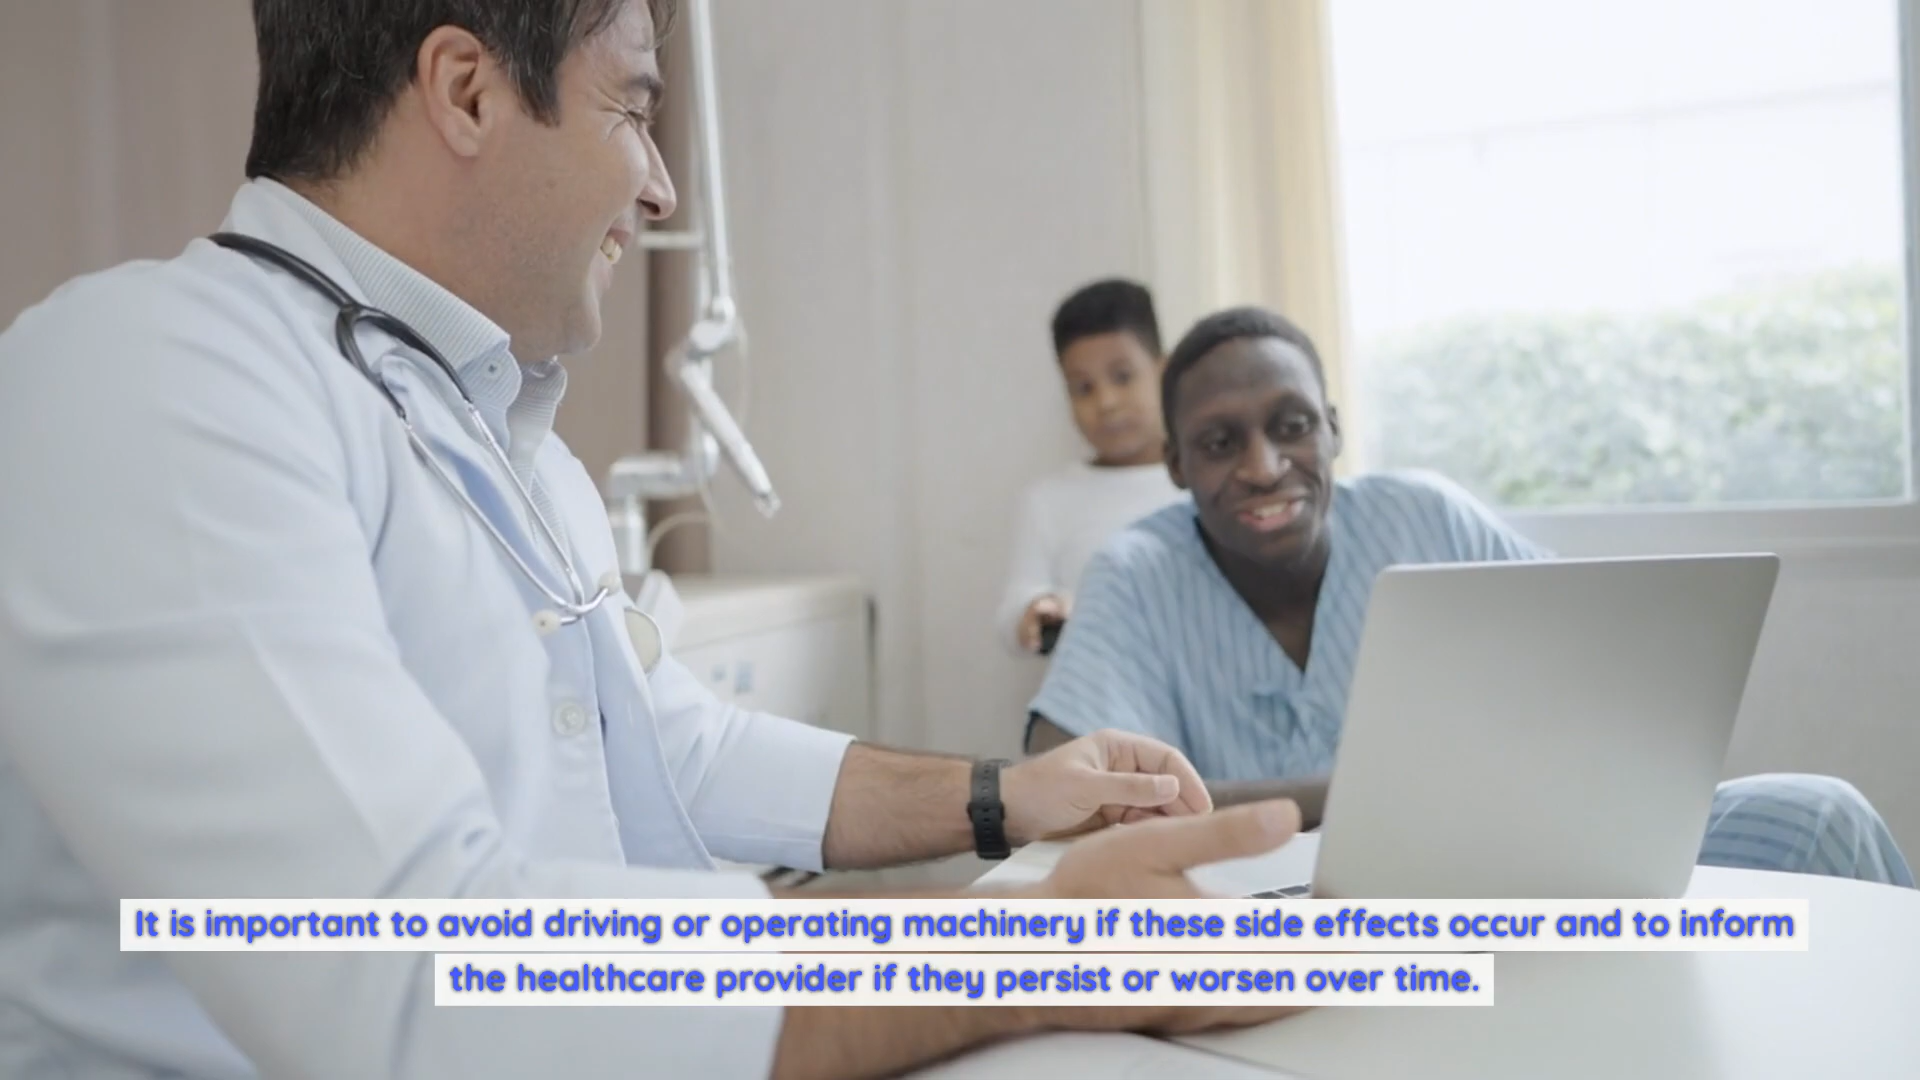 It is important to avoid driving or operating machinery if these side effects occur and to inform
the healthcare provider if they persist or worsen over time.